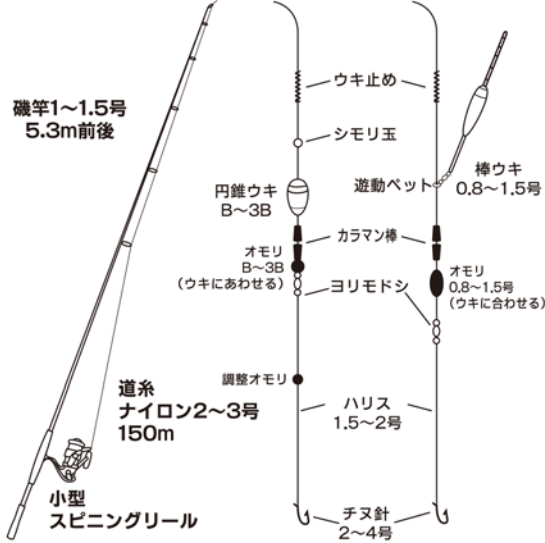 磯竿1〜1.5号
5.3m前後
道糸
ナイロン2〜3号
150m
小型
スピニングリール
ウキ止め
シモリ玉
円錐ウキ
B〜3B
遊動ペット
棒ウキ
0.8〜1.5号
カラマン棒
オモリ
B〜3B
(ウキにあわせる)
オモリ
0.8〜1.5号
(ウキに合わせる)
ヨリモドシ
調整オモリ
ハリス
1.5〜2号
チヌ針
2〜4号